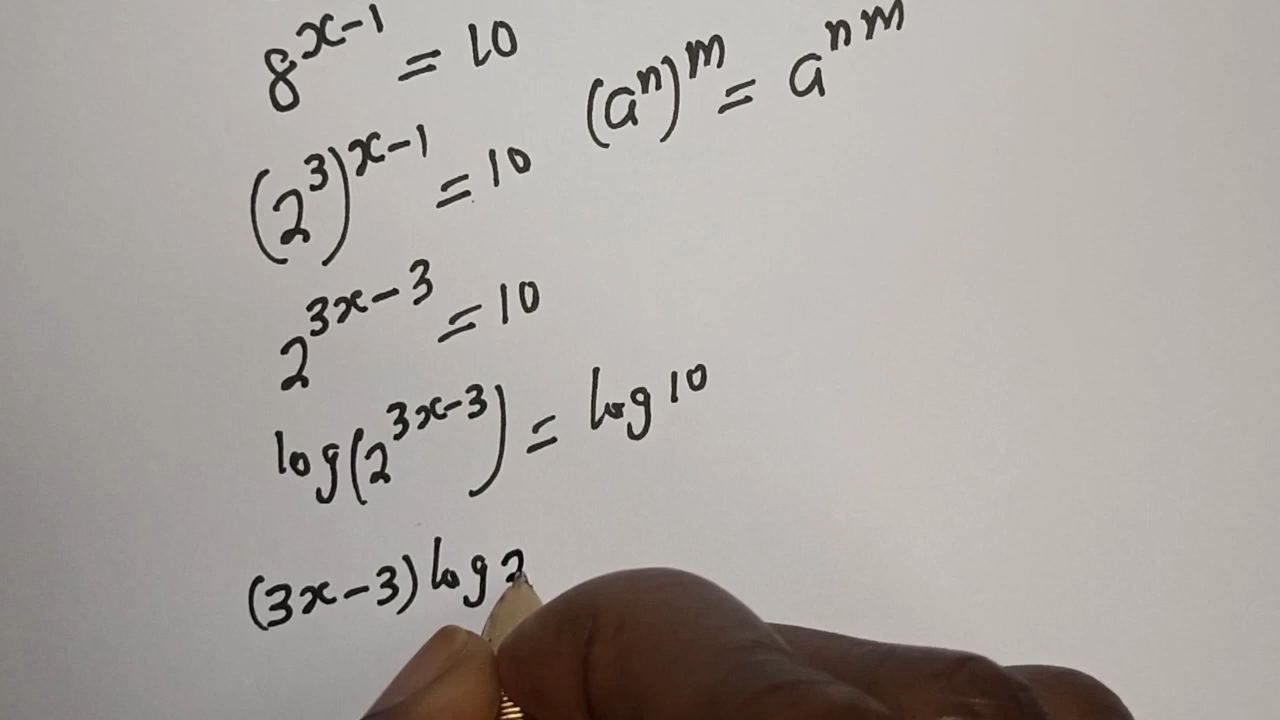 8^{x-1} = 10
(a^n)^m = a^{nm}
(2^3)^{x-1} = 10
2^{3x-3} = 10
log(2^{3x-3}) = log 10
(3x-3) log 2